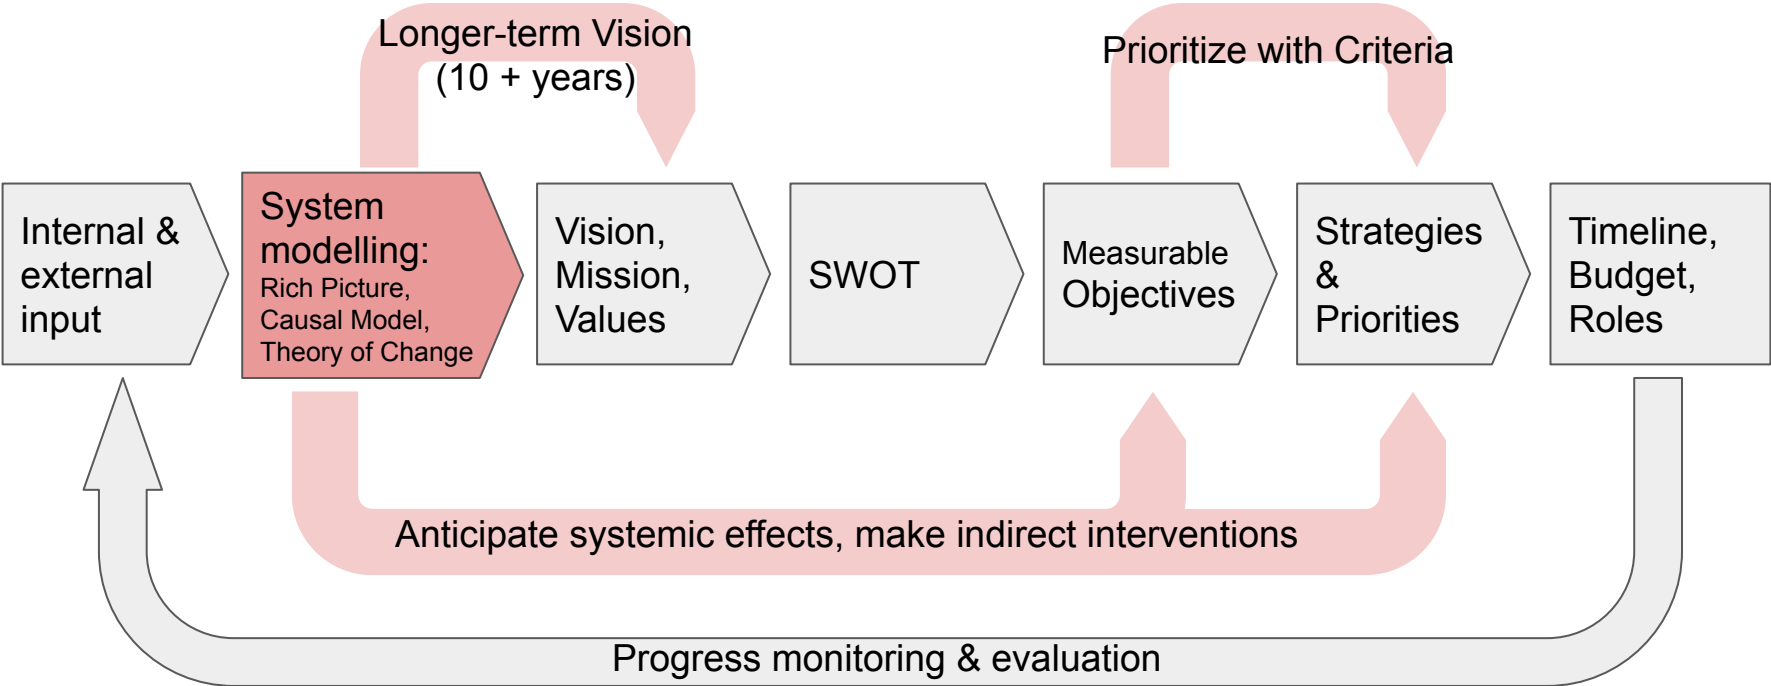 Longer-term Vision
(10 + years)
Prioritize with Criteria
Internal &
external
input
System
modelling:
Rich Picture,
Causal Model,
Theory of Change
Vision,
Mission,
Values
SWOT
Measurable
Objectives
Strategies
&
Priorities
Timeline,
Budget,
Roles
Anticipate systemic effects, make indirect interventions
Progress monitoring & evaluation